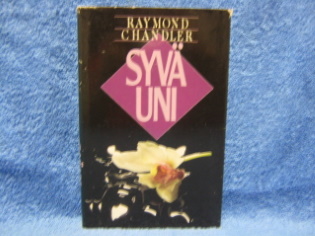 RAYMOND
CHANDLER
SYVÄ
UNI